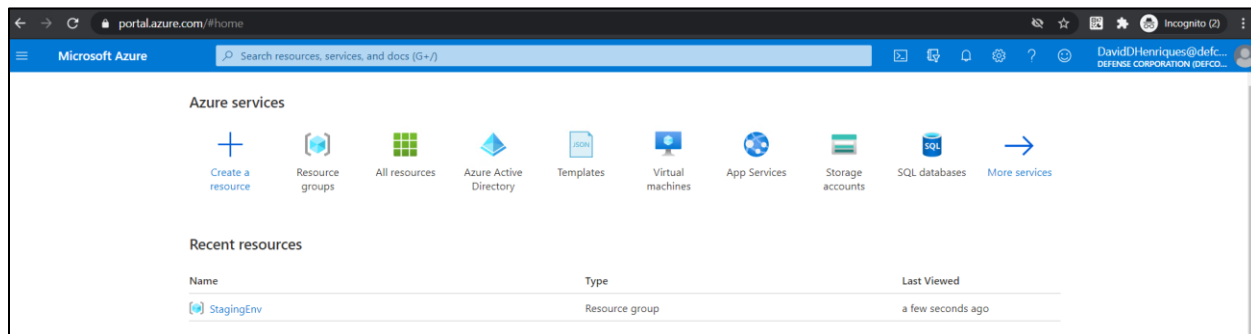 portal.azure.com/#home
Incognito (2)
Microsoft Azure
Search resources, services, and docs (G+/)
DavidDHenriques@defc...
DEFENSE CORPORATION (DEFCO...
Azure services
Create a resource
Resource groups
All resources
Azure Active Directory
JSON
Templates
Virtual machines
App Services
Storage accounts
SQL
SQL databases
More services
Recent resources
Name Type Last Viewed
StagingEnv Resource group a few seconds ago